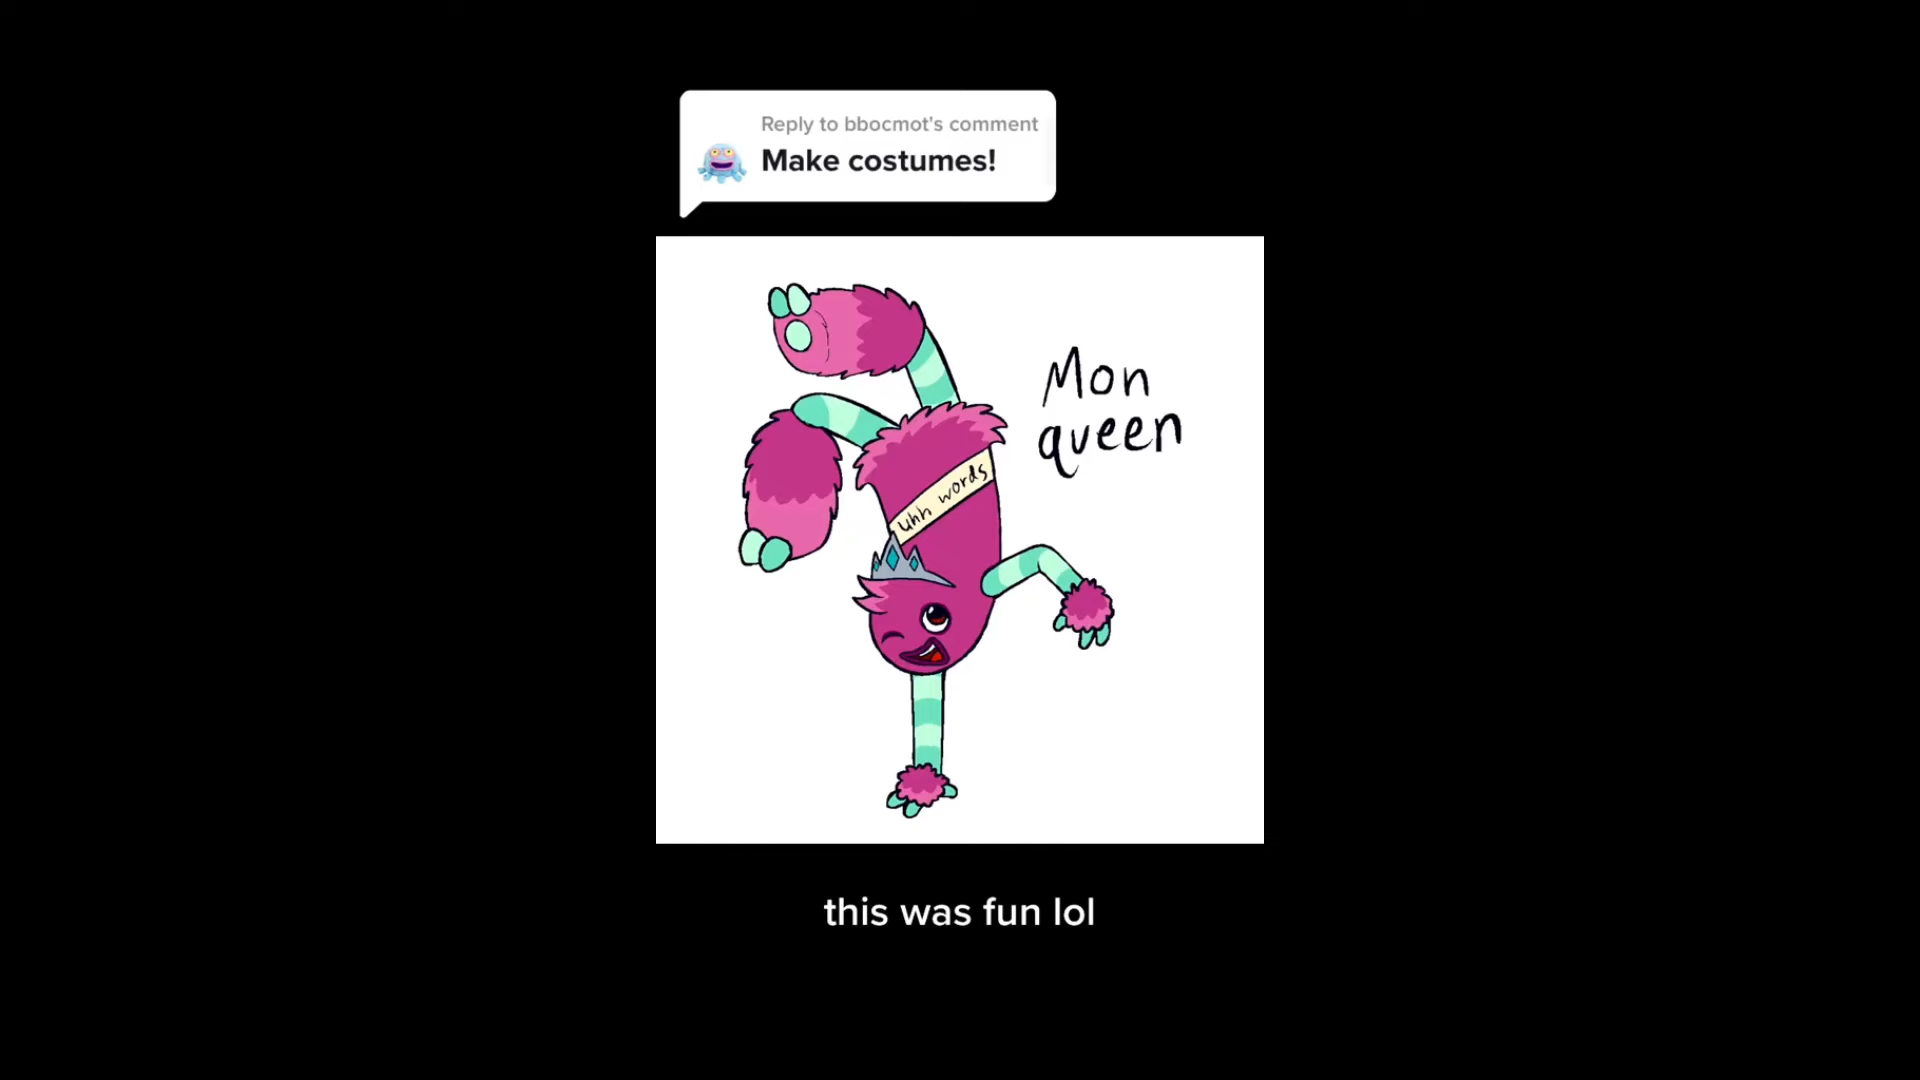 Reply to bbocmot's comment
Make costumes!
Mon
queen
uhh words
this was fun lol